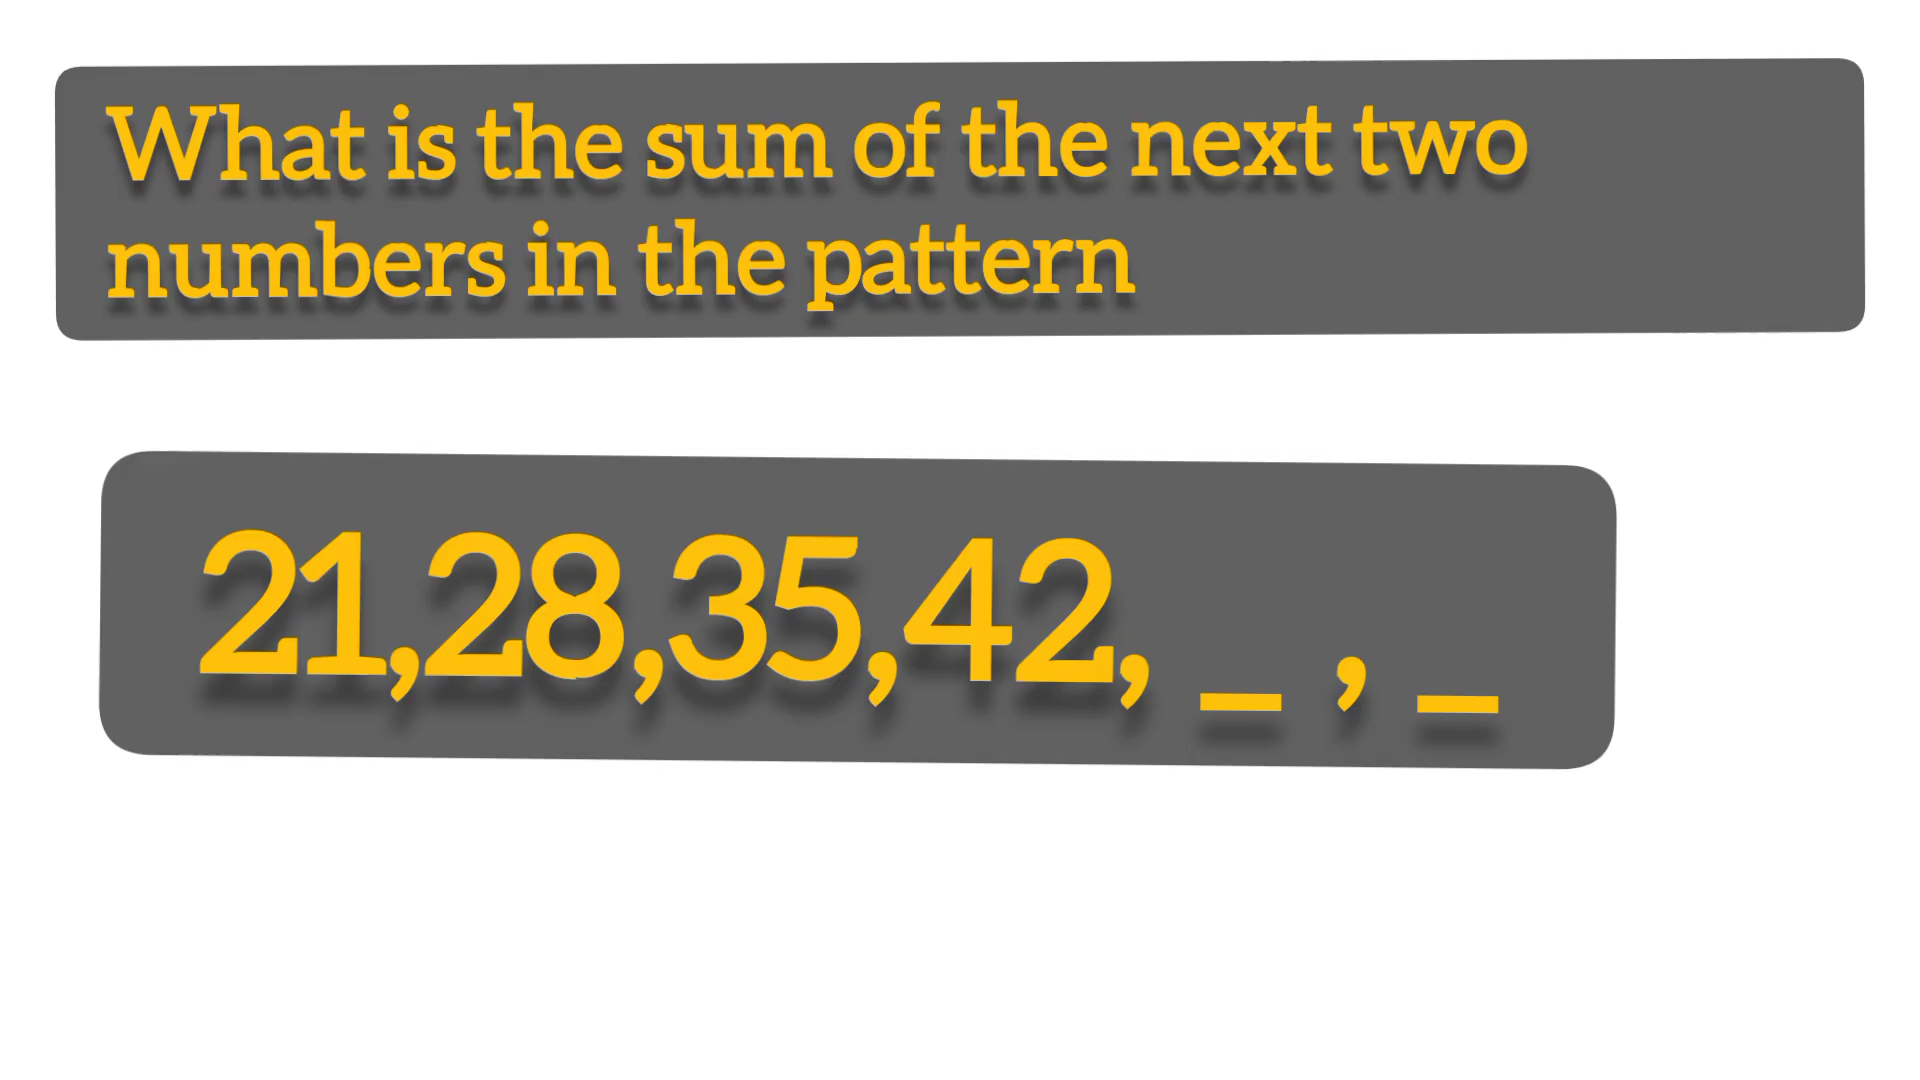 What is the sum of the next two
numbers in the pattern
21,28,35,42, _ , _